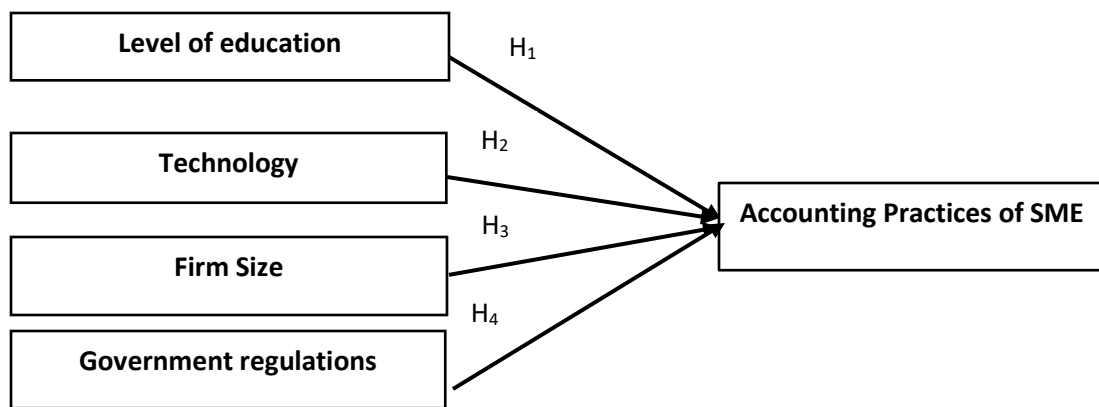 Level of education
H₁
Technology
H₂
Accounting Practices of SME
H₃
Firm Size
H₄
Government regulations